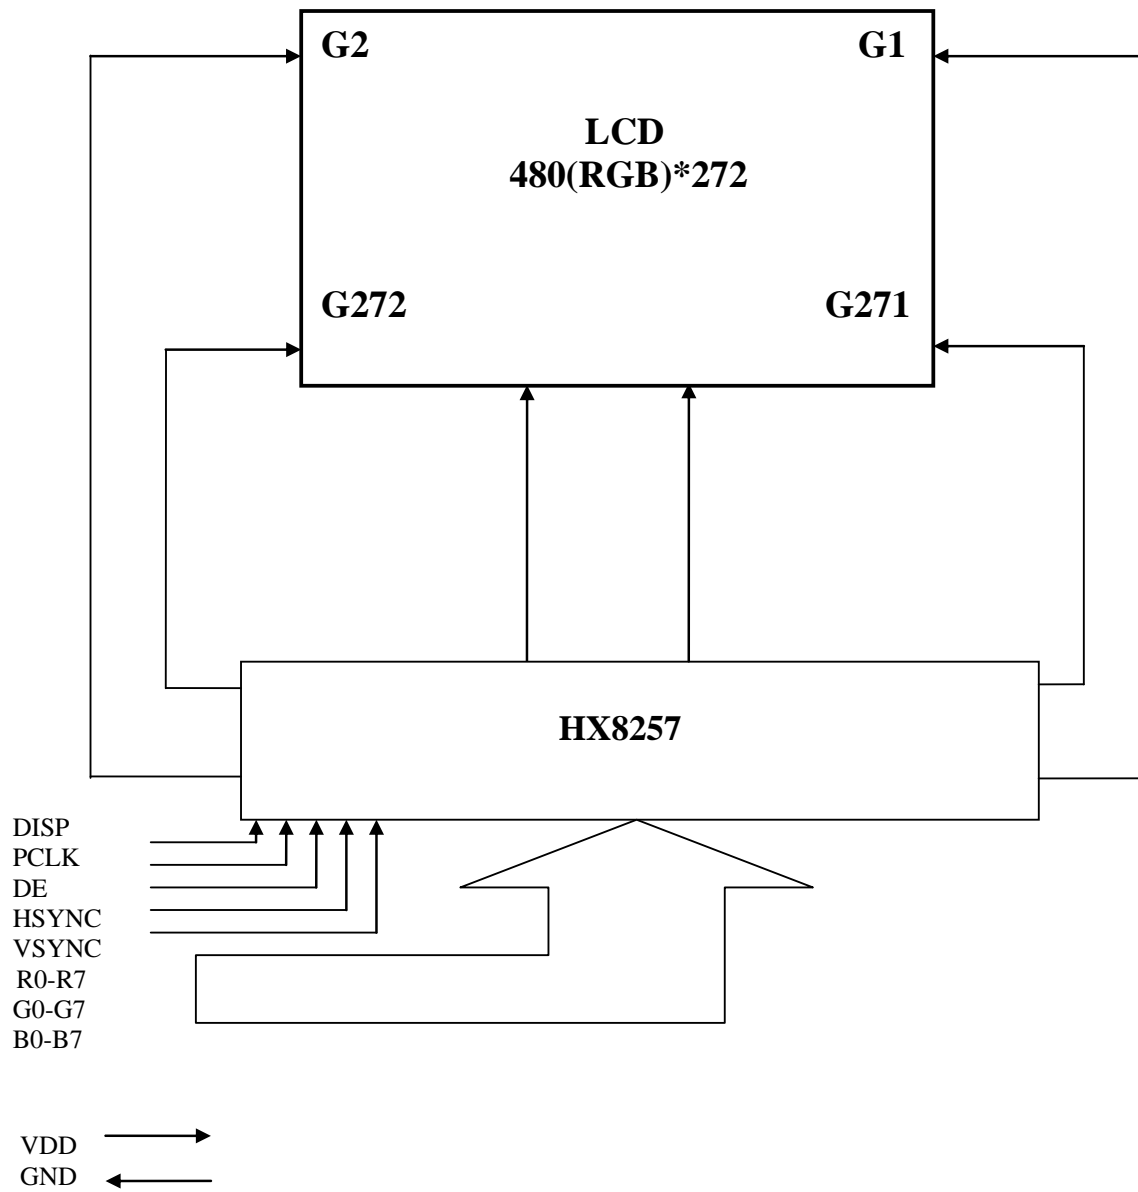 G2 G1
LCD
480(RGB)*272
G272 G271
HX8257
DISP
PCLK
DE
HSYNC
VSYNC
R0-R7
G0-G7
B0-B7
VDD
GND